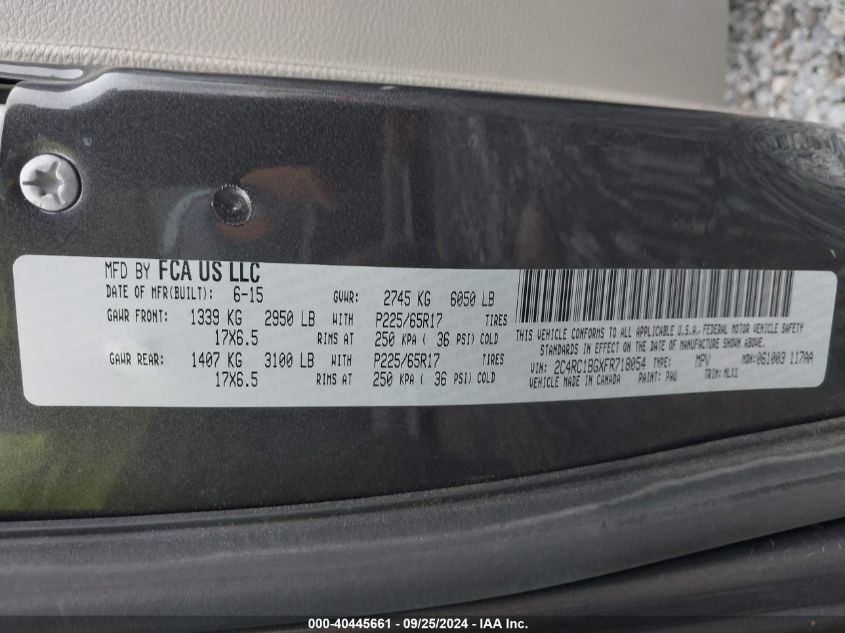 MFD BY FCA US LLC
DATE OF MFR(BUILT): 6-15 GVWR: 2745 KG 6050 LB
GAWR FRONT: 1339 KG 2950 LB WITH P225/65R17 TIRES
17X6.5 RIMS AT 250 KPA ( 36 PSI) COLD
GAWR REAR: 1407 KG 3100 LB WITH P225/65R17 TIRES
17X6.5 RIMS AT 250 KPA ( 36 PSI) COLD
THIS VEHICLE CONFORMS TO ALL APPLICABLE U.S.A. FEDERAL MOTOR VEHICLE SAFETY
STANDARDS IN EFFECT ON THE DATE OF MANUFACTURE SHOWN ABOVE.
VIN: 2C4RC1BGXFR718054 TYPE: MPV MDH: 061003 117AA
VEHICLE MADE IN CANADA PAINT: PAU TRIM: MLX1
000-40445661 - 09/25/2024 - IAA Inc.